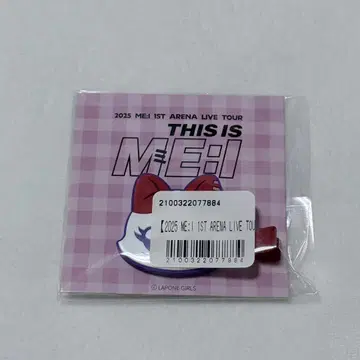 2025 ME:I 1ST ARENA LIVE TOUR
THIS IS
ME:I
2100322077884
【2025 ME:I 1ST ARENA LIVE TOU
2100322077884
Ⓒ LAPONE GIRLS